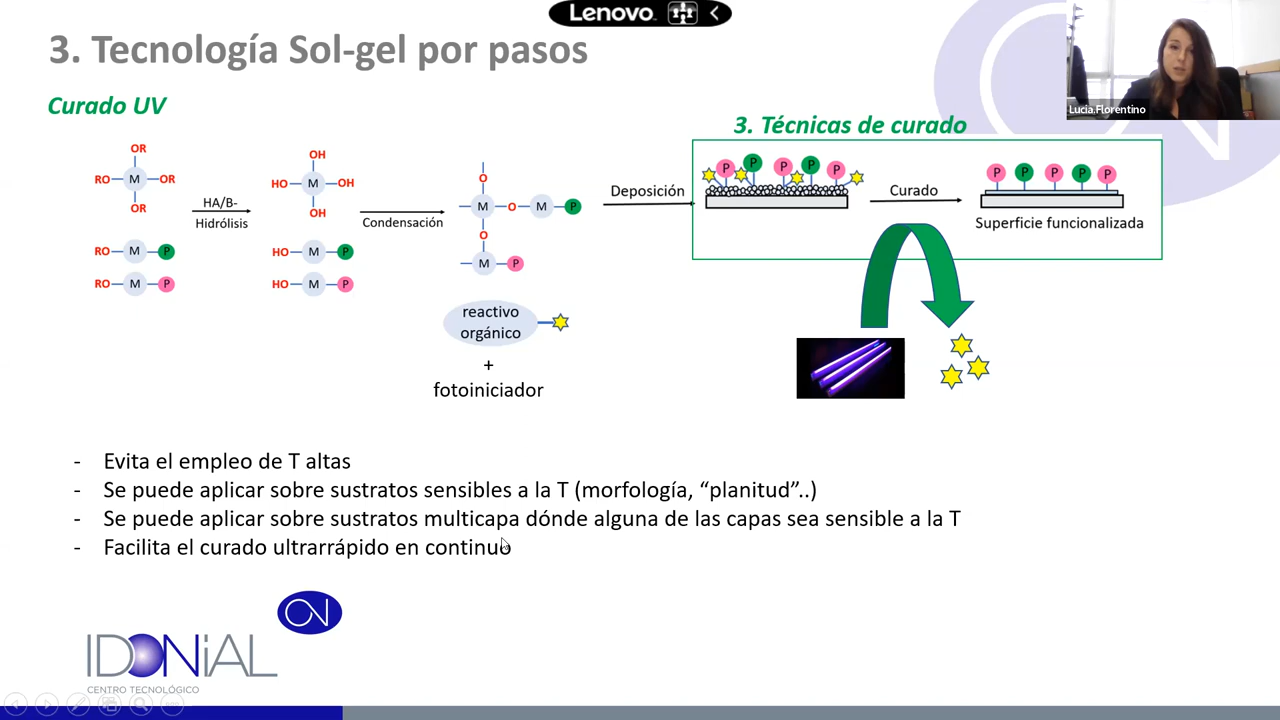 Lenovo
3. Tecnología Sol-gel por pasos
Lucia.Florentino
Curado UV
3. Técnicas de curado
OR
RO M OR
OR
RO M P
RO M P
HA/B-
Hidrólisis
OH
HO M OH
OH
HO M P
HO M P
Condensación
O
M O M P
O
M P
reactivo
orgánico
+
fotoiniciador
Deposición
P P P P P
Curado
P P P P P
Superficie funcionalizada
- Evita el empleo de T altas
- Se puede aplicar sobre sustratos sensibles a la T (morfología, “planitud”..)
- Se puede aplicar sobre sustratos multicapa dónde alguna de las capas sea sensible a la T
- Facilita el curado ultrarrápido en continuo
IDONiAL
CENTRO TECNOLÓGICO